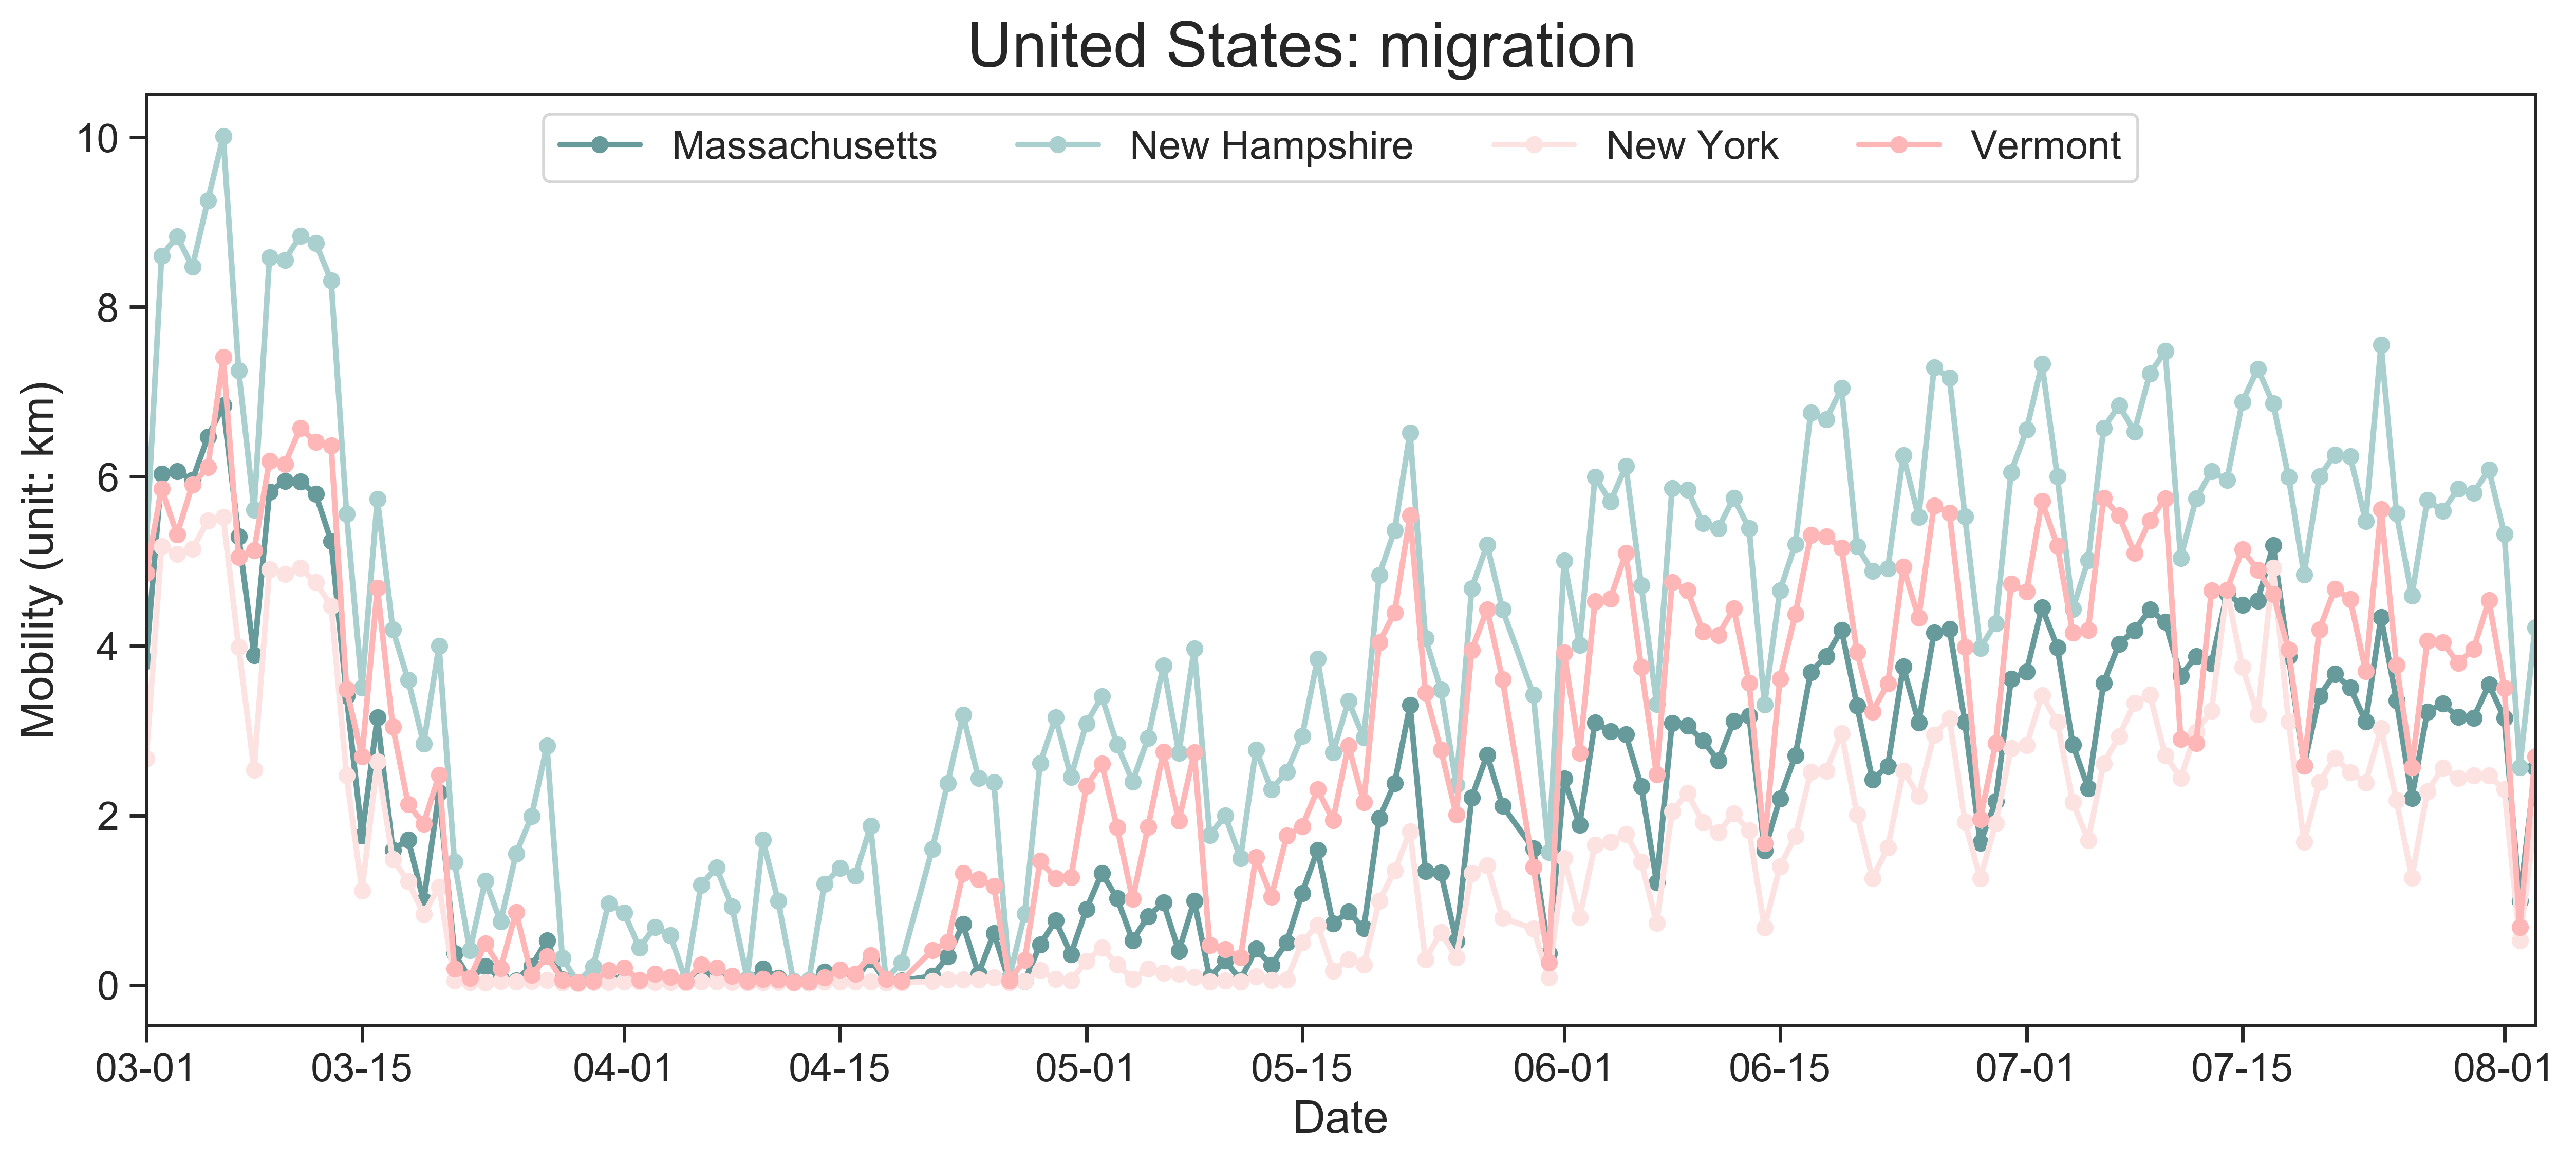 United States: migration
Massachusetts New Hampshire New York Vermont
Mobility (unit: km)
10
8
6
4
2
0
03-01 03-15 04-01 04-15 05-01 05-15 06-01 06-15 07-01 07-15 08-01
Date